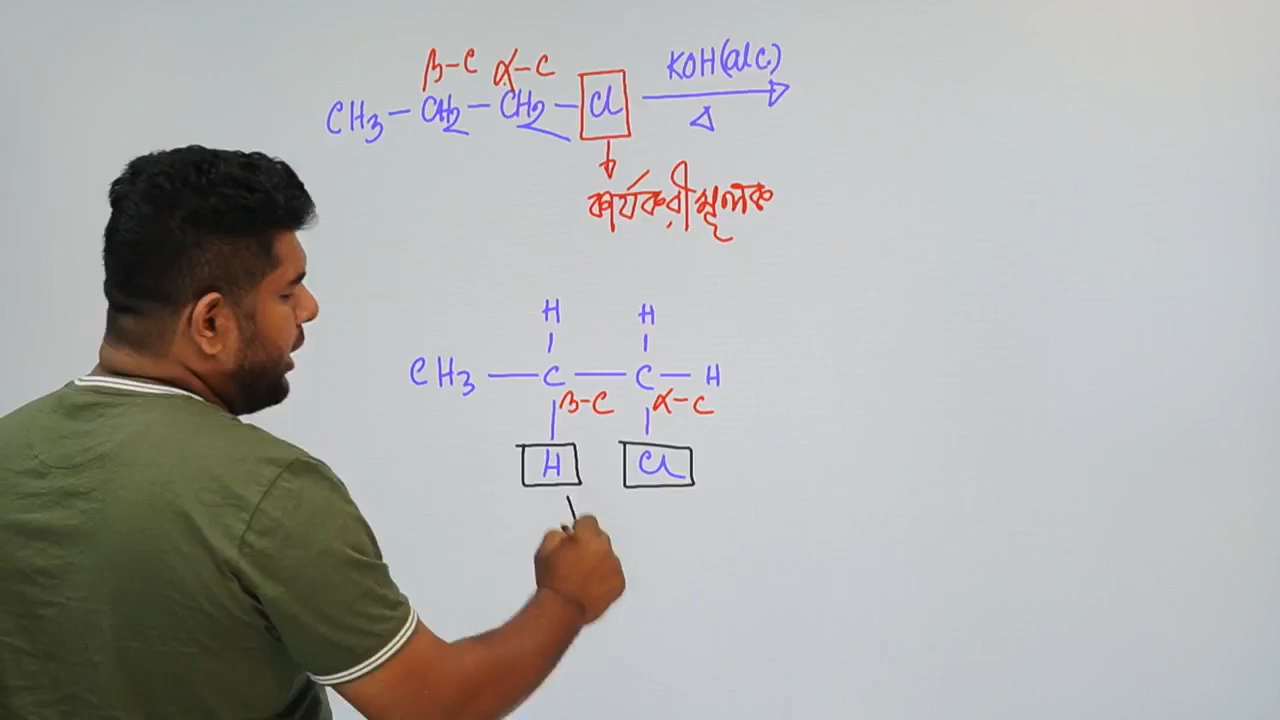 β-C α-C
CH3 – CH2 – CH2 – Cl KOH(alc)
Δ
কার্যকরীমূলক
H H
CH3 — C — C — H
β-C α-C
H Cl